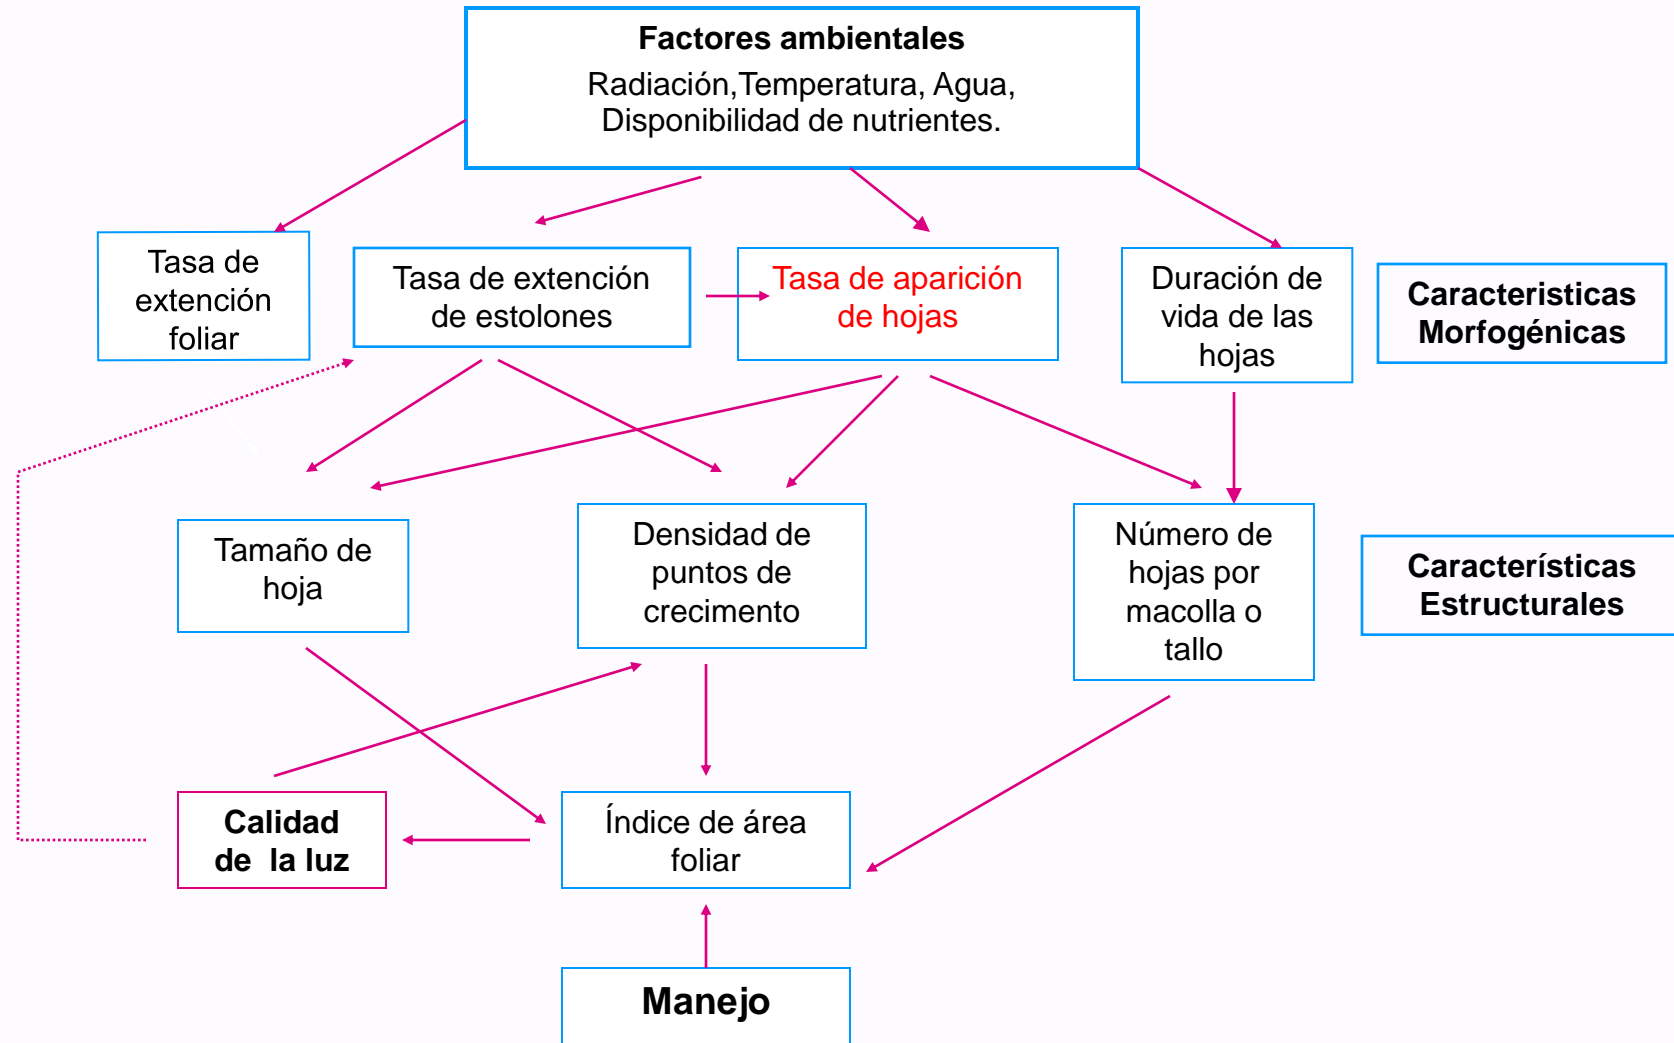 Factores ambientales
Radiación,Temperatura, Agua,
Disponibilidad de nutrientes.
Tasa de
extención
foliar
Tasa de extención
de estolones
Tasa de aparición
de hojas
Duración de
vida de las
hojas
Caracteristicas
Morfogénicas
Tamaño de
hoja
Densidad de
puntos de
crecimento
Número de
hojas por
macolla o
tallo
Característícas
Estructurales
Calidad
de la luz
Índice de área
foliar
Manejo